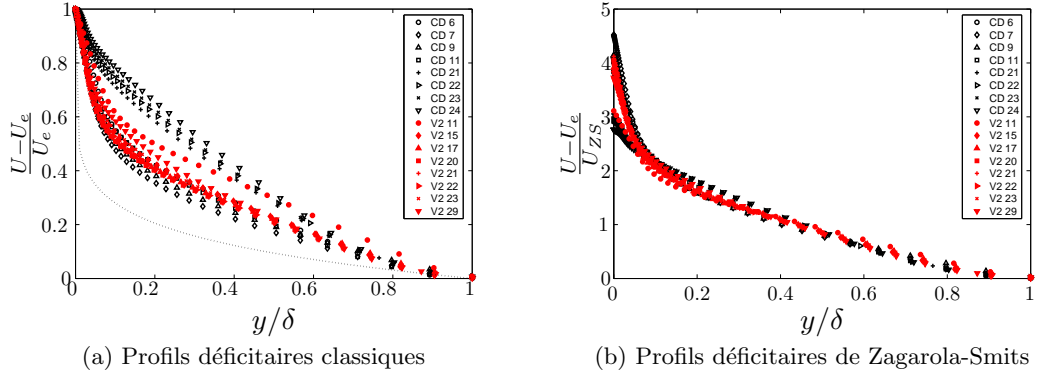 1
0.8
0.6
0.4
0.2
0
0
0.2
0.4
0.6
0.8
1
U−U_e
U_e
y/δ
CD 6
CD 7
CD 9
CD 11
CD 21
CD 22
CD 23
CD 24
V2 11
V2 15
V2 17
V2 20
V2 21
V2 22
V2 23
V2 29
(a) Profils déficitaires classiques
5
4
3
2
1
0
0
0.2
0.4
0.6
0.8
1
U−U_e
U_{ZS}
y/δ
CD 6
CD 7
CD 9
CD 11
CD 21
CD 22
CD 23
CD 24
V2 11
V2 15
V2 17
V2 20
V2 21
V2 22
V2 23
V2 29
(b) Profils déficitaires de Zagarola-Smits